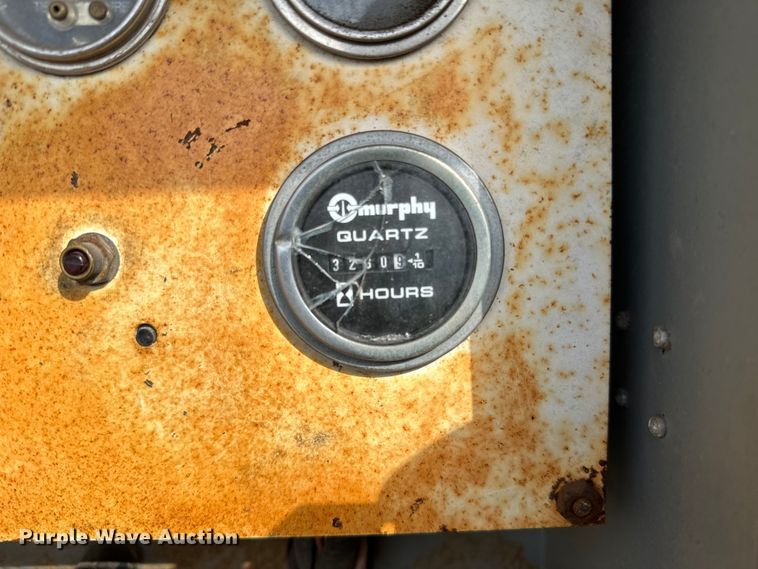 murphy
QUARTZ
32609 1/10
HOURS
Purple Wave Auction